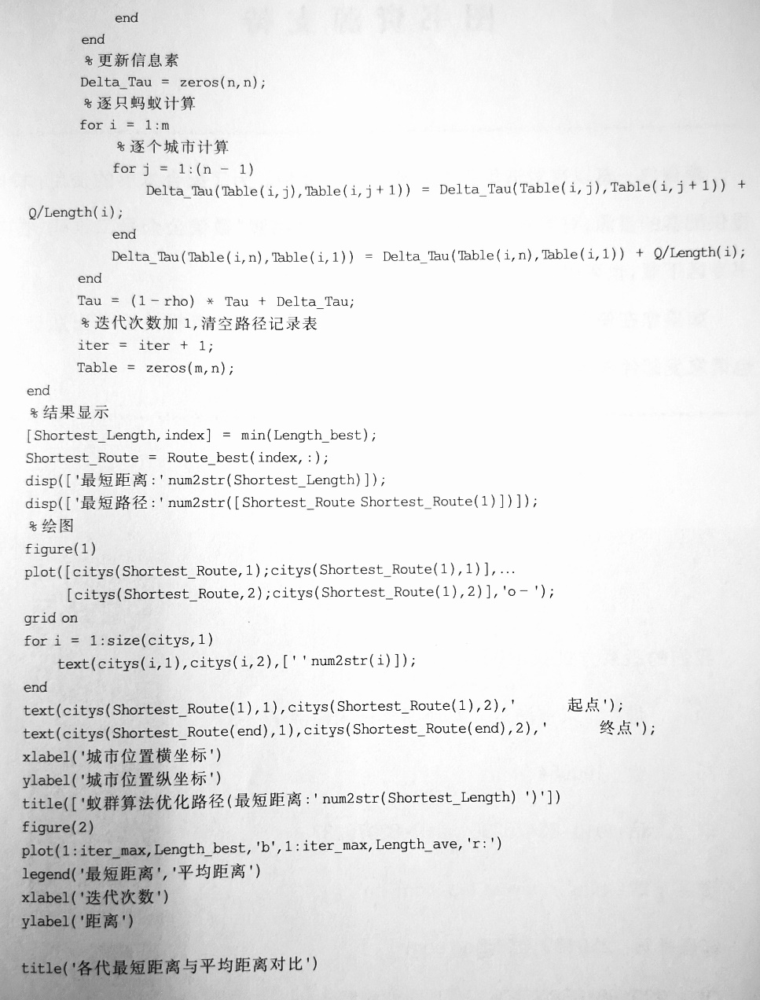 end
end
%更新信息素
Delta_Tau = zeros(n,n);
%逐只蚂蚁计算
for i = 1:m
%逐个城市计算
for j = 1:(n - 1)
Delta_Tau(Table(i,j),Table(i,j+1)) = Delta_Tau(Table(i,j),Table(i,j+1)) +
Q/Length(i);
end
Delta_Tau(Table(i,n),Table(i,1)) = Delta_Tau(Table(i,n),Table(i,1)) + Q/Length(i);
end
Tau = (1-rho) * Tau + Delta_Tau;
%迭代次数加1,清空路径记录表
iter = iter + 1;
Table = zeros(m,n);
end
%结果显示
[Shortest_Length,index] = min(Length_best);
Shortest_Route = Route_best(index,:);
disp(['最短距离:' num2str(Shortest_Length)]);
disp(['最短路径:' num2str([Shortest_Route Shortest_Route(1)])]);
%绘图
figure(1)
plot([citys(Shortest_Route,1);citys(Shortest_Route(1),1)],...
[citys(Shortest_Route,2);citys(Shortest_Route(1),2)],'o-');
grid on
for i = 1:size(citys,1)
text(citys(i,1),citys(i,2),[' ' num2str(i)]);
end
text(citys(Shortest_Route(1),1),citys(Shortest_Route(1),2),'      起点');
text(citys(Shortest_Route(end),1),citys(Shortest_Route(end),2),'      终点');
xlabel('城市位置横坐标')
ylabel('城市位置纵坐标')
title(['蚁群算法优化路径(最短距离:' num2str(Shortest_Length) ')'])
figure(2)
plot(1:iter_max,Length_best,'b',1:iter_max,Length_ave,'r:')
legend('最短距离','平均距离')
xlabel('迭代次数')
ylabel('距离')
title('各代最短距离与平均距离对比')